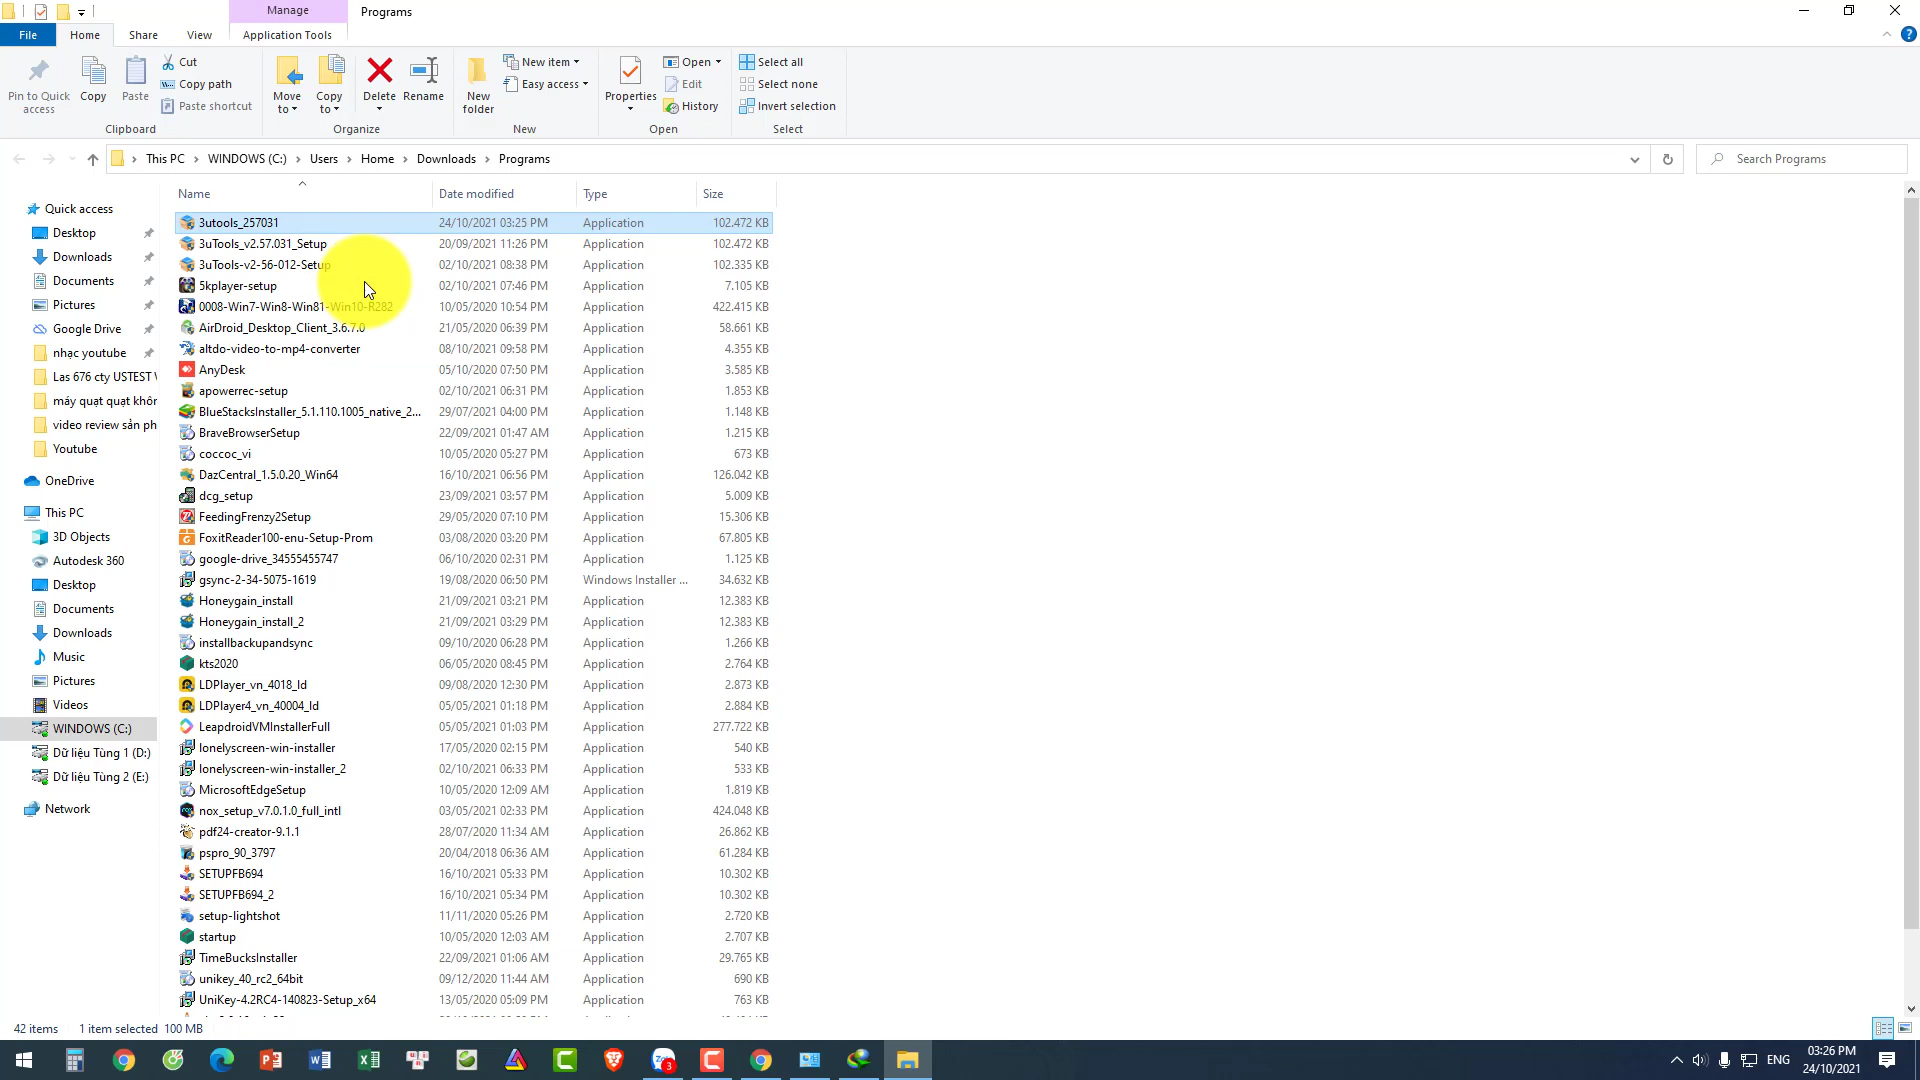 Manage
Programs
File
Home
Share
View
Application Tools
Pin to Quick access
Copy
Paste
Cut
Copy path
Paste shortcut
Clipboard
Move to
Copy to
Delete
Rename
Organize
New folder
New item
Easy access
New
Properties
Open
Edit
History
Open
Select all
Select none
Invert selection
Select
This PC > WINDOWS (C:) > Users > Home > Downloads > Programs
Search Programs
Quick access
Desktop
Downloads
Documents
Pictures
Google Drive
nhạc youtube
Las 676 cty USTEST
máy quạt quạt khôn
video review sản ph
Youtube
OneDrive
This PC
3D Objects
Autodesk 360
Desktop
Documents
Downloads
Music
Pictures
Videos
WINDOWS (C:)
Dữ liệu Tùng 1 (D:)
Dữ liệu Tùng 2 (E:)
Network
Name Date modified Type Size
3utools_257031 24/10/2021 03:25 PM Application 102.472 KB
3uTools_v2.57.031_Setup 20/09/2021 11:26 PM Application 102.472 KB
3uTools-v2-56-012-Setup 02/10/2021 08:38 PM Application 102.335 KB
5kplayer-setup 02/10/2021 07:46 PM Application 7.105 KB
0008-Win7-Win8-Win81-Win10-R282 10/05/2020 10:54 PM Application 422.415 KB
AirDroid_Desktop_Client_3.6.7.0 21/05/2020 06:39 PM Application 58.661 KB
altdo-video-to-mp4-converter 08/10/2021 09:58 PM Application 4.355 KB
AnyDesk 05/10/2021 07:50 PM Application 3.585 KB
apowerrec-setup 02/10/2021 06:31 PM Application 1.853 KB
BlueStacksInstaller_5.1.110.1005_native_2... 29/07/2021 04:00 PM Application 1.148 KB
BraveBrowserSetup 22/09/2021 01:47 AM Application 1.215 KB
coccoc_vi 10/05/2020 05:27 PM Application 673 KB
DazCentral_1.5.0.20_Win64 16/10/2021 06:56 PM Application 126.042 KB
dcg_setup 23/09/2021 03:57 PM Application 5.009 KB
FeedingFrenzy2Setup 29/05/2020 07:10 PM Application 15.306 KB
FoxitReader100-enu-Setup-Prom 03/08/2020 03:20 PM Application 67.805 KB
google-drive_34555455747 06/10/2021 02:31 PM Application 1.125 KB
gsync-2-34-5075-1619 19/08/2020 06:50 PM Windows Installer ... 34.632 KB
Honeygain_install 21/09/2021 03:21 PM Application 12.383 KB
Honeygain_install_2 21/09/2021 03:29 PM Application 12.383 KB
installbackupandsync 09/10/2020 06:28 PM Application 1.266 KB
kts2020 06/05/2020 08:45 PM Application 2.764 KB
LDPlayer_vn_4018_ld 09/08/2020 12:30 PM Application 2.873 KB
LDPlayer4_vn_40004_ld 05/05/2021 01:18 PM Application 2.884 KB
LeapdroidVMInstallerFull 05/05/2021 01:03 PM Application 277.722 KB
lonelyscreen-win-installer 17/05/2020 02:15 PM Application 540 KB
lonelyscreen-win-installer_2 02/10/2021 06:33 PM Application 533 KB
MicrosoftEdgeSetup 10/05/2020 12:09 AM Application 1.819 KB
nox_setup_v7.0.1.0_full_intl 03/05/2021 02:33 PM Application 424.048 KB
pdf24-creator-9.1.1 28/07/2020 11:34 AM Application 26.862 KB
pspro_90_3797 20/04/2018 06:36 AM Application 61.284 KB
SETUPFB694 16/10/2021 05:33 PM Application 10.302 KB
SETUPFB694_2 16/10/2021 05:34 PM Application 10.302 KB
setup-lightshot 11/11/2020 05:26 PM Application 2.720 KB
startup 10/05/2020 12:03 AM Application 2.707 KB
TimeBucksInstaller 22/09/2021 01:06 AM Application 29.765 KB
unikey_40_rc2_64bit 09/12/2020 11:44 AM Application 690 KB
UniKey-4.2RC4-140823-Setup_x64 13/05/2020 05:09 PM Application 763 KB
42 items 1 item selected 100 MB
ENG
03:26 PM
24/10/2021